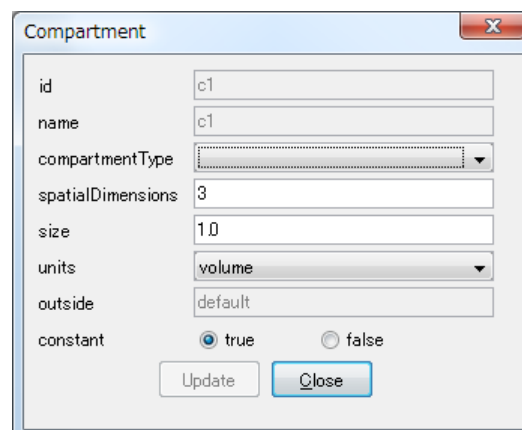 Compartment
id c1
name c1
compartmentType
spatialDimensions 3
size 1.0
units volume
outside default
constant true false
Update Close